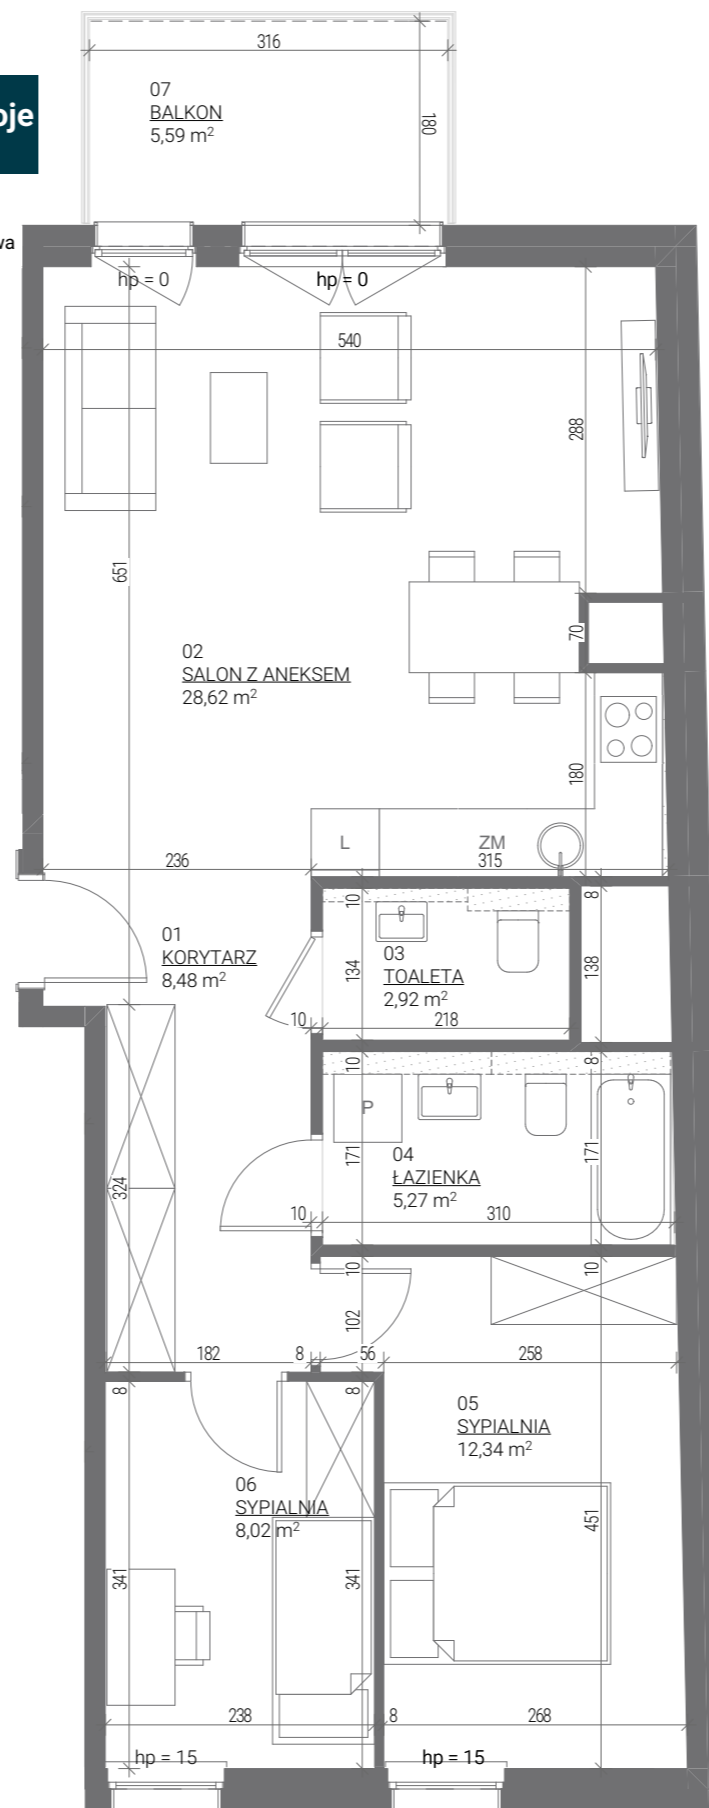 316
07
BALKON
5,59 m²
180
oje
wa
hp = 0
hp = 0
540
288
651
70
02
SALON Z ANEKSEM
28,62 m²
180
L
ZM
236
315
10
8
01
KORYTARZ
8,48 m²
03
TOALETA
2,92 m²
134
138
10
218
10
8
P
04
ŁAZIENKA
5,27 m²
171
171
324
10
310
10
10
102
182
8
56
258
8
8
05
SYPIALNIA
12,34 m²
06
SYPIALNIA
8,02 m²
451
341
341
238
8
268
hp = 15
hp = 15